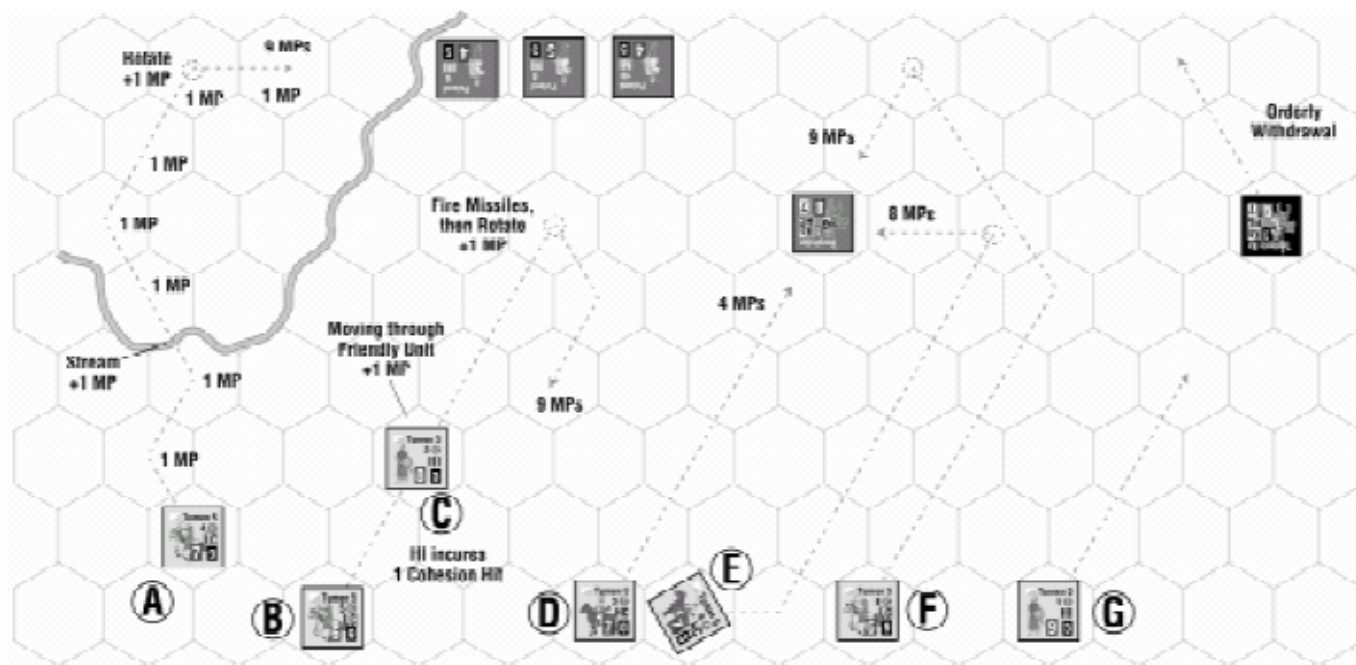 9 MPs
Rotate
+1 MP
1 MP
1 MP
1 MP
1 MP
1 MP
Stream
+1 MP
1 MP
1 MP
A
B
Fire Missiles,
then Rotate
+1 MP
Moving through
Friendly Unit
+1 MP
9 MPs
C
HI incurs
1 Cohesion Hit
9 MPs
8 MPs
4 MPs
Orderly
Withdrawal
D
E
F
G